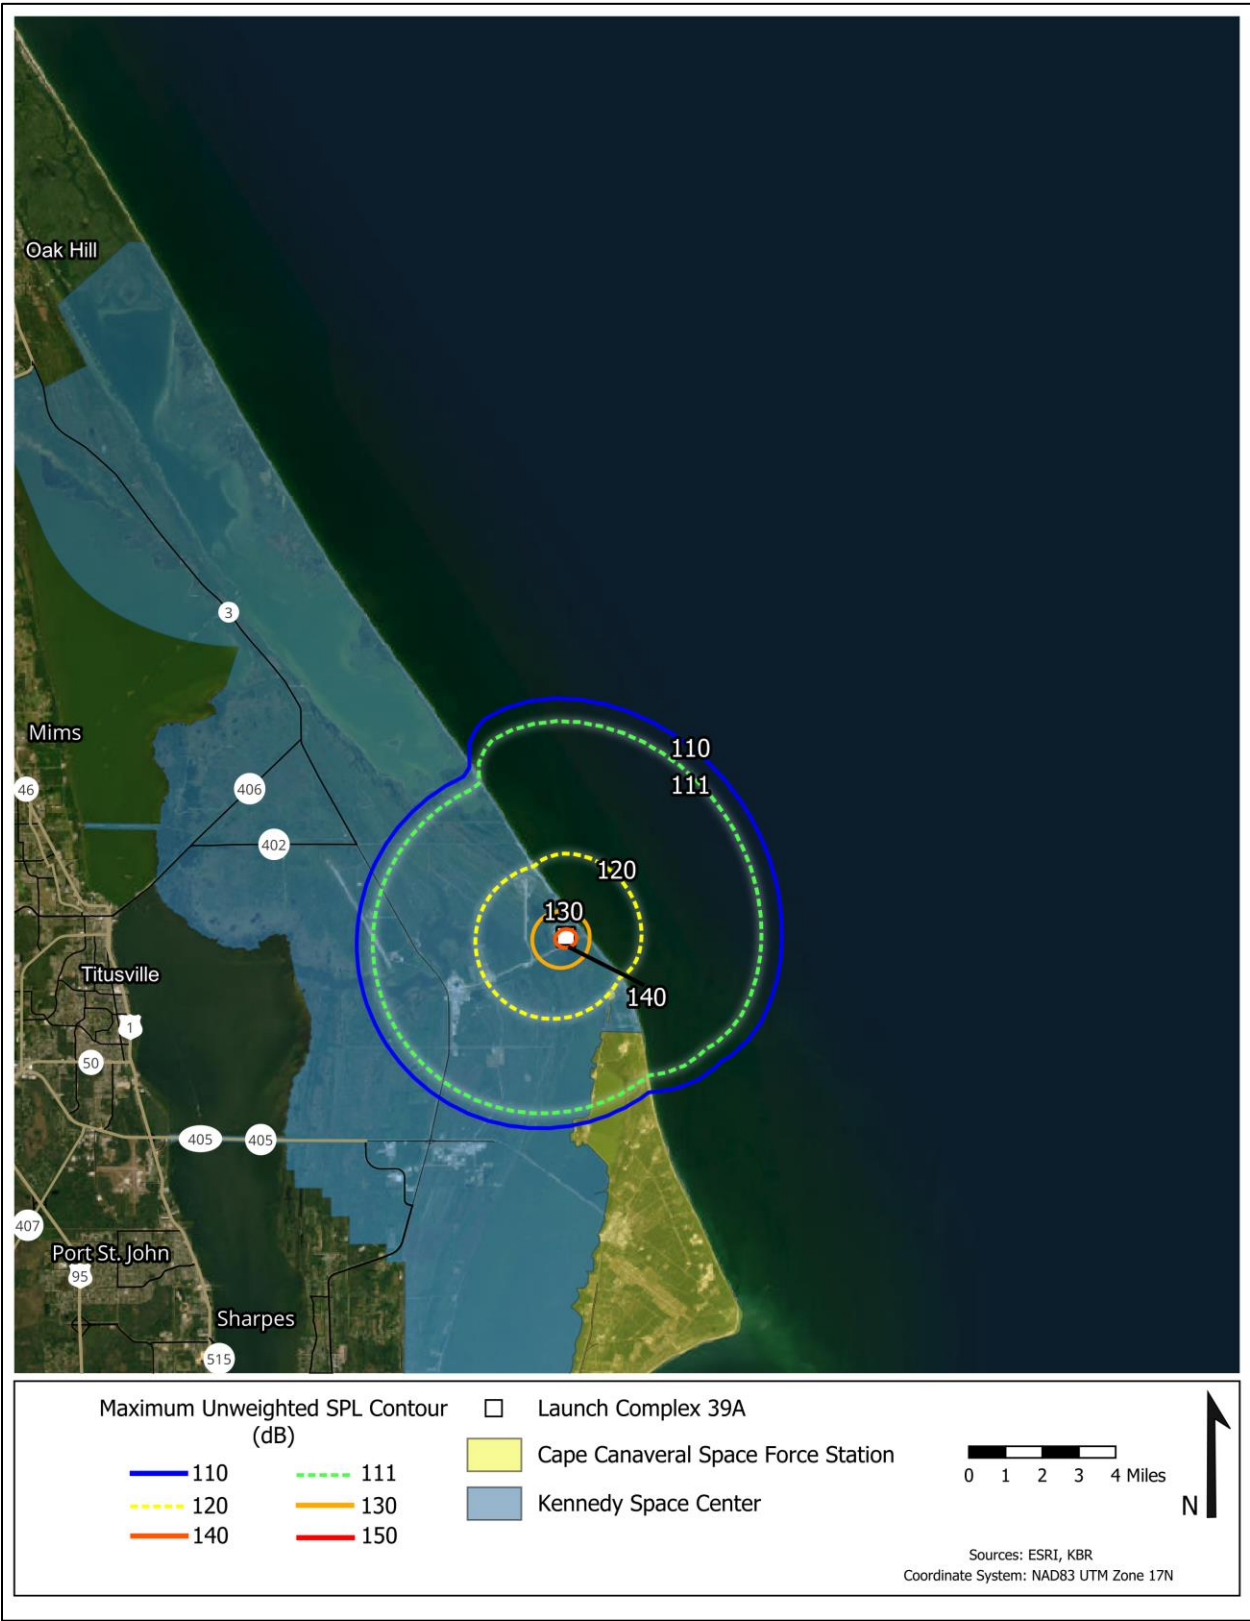 Oak Hill
3
Mims
46
406
402
110
111
120
130
140
Titusville
1
50
405
405
407
Port St. John
95
Sharpes
515
Maximum Unweighted SPL Contour
(dB)
110
111
120
130
140
150
Launch Complex 39A
Cape Canaveral Space Force Station
Kennedy Space Center
0 1 2 3 4 Miles
N
Sources: ESRI, KBR
Coordinate System: NAD83 UTM Zone 17N